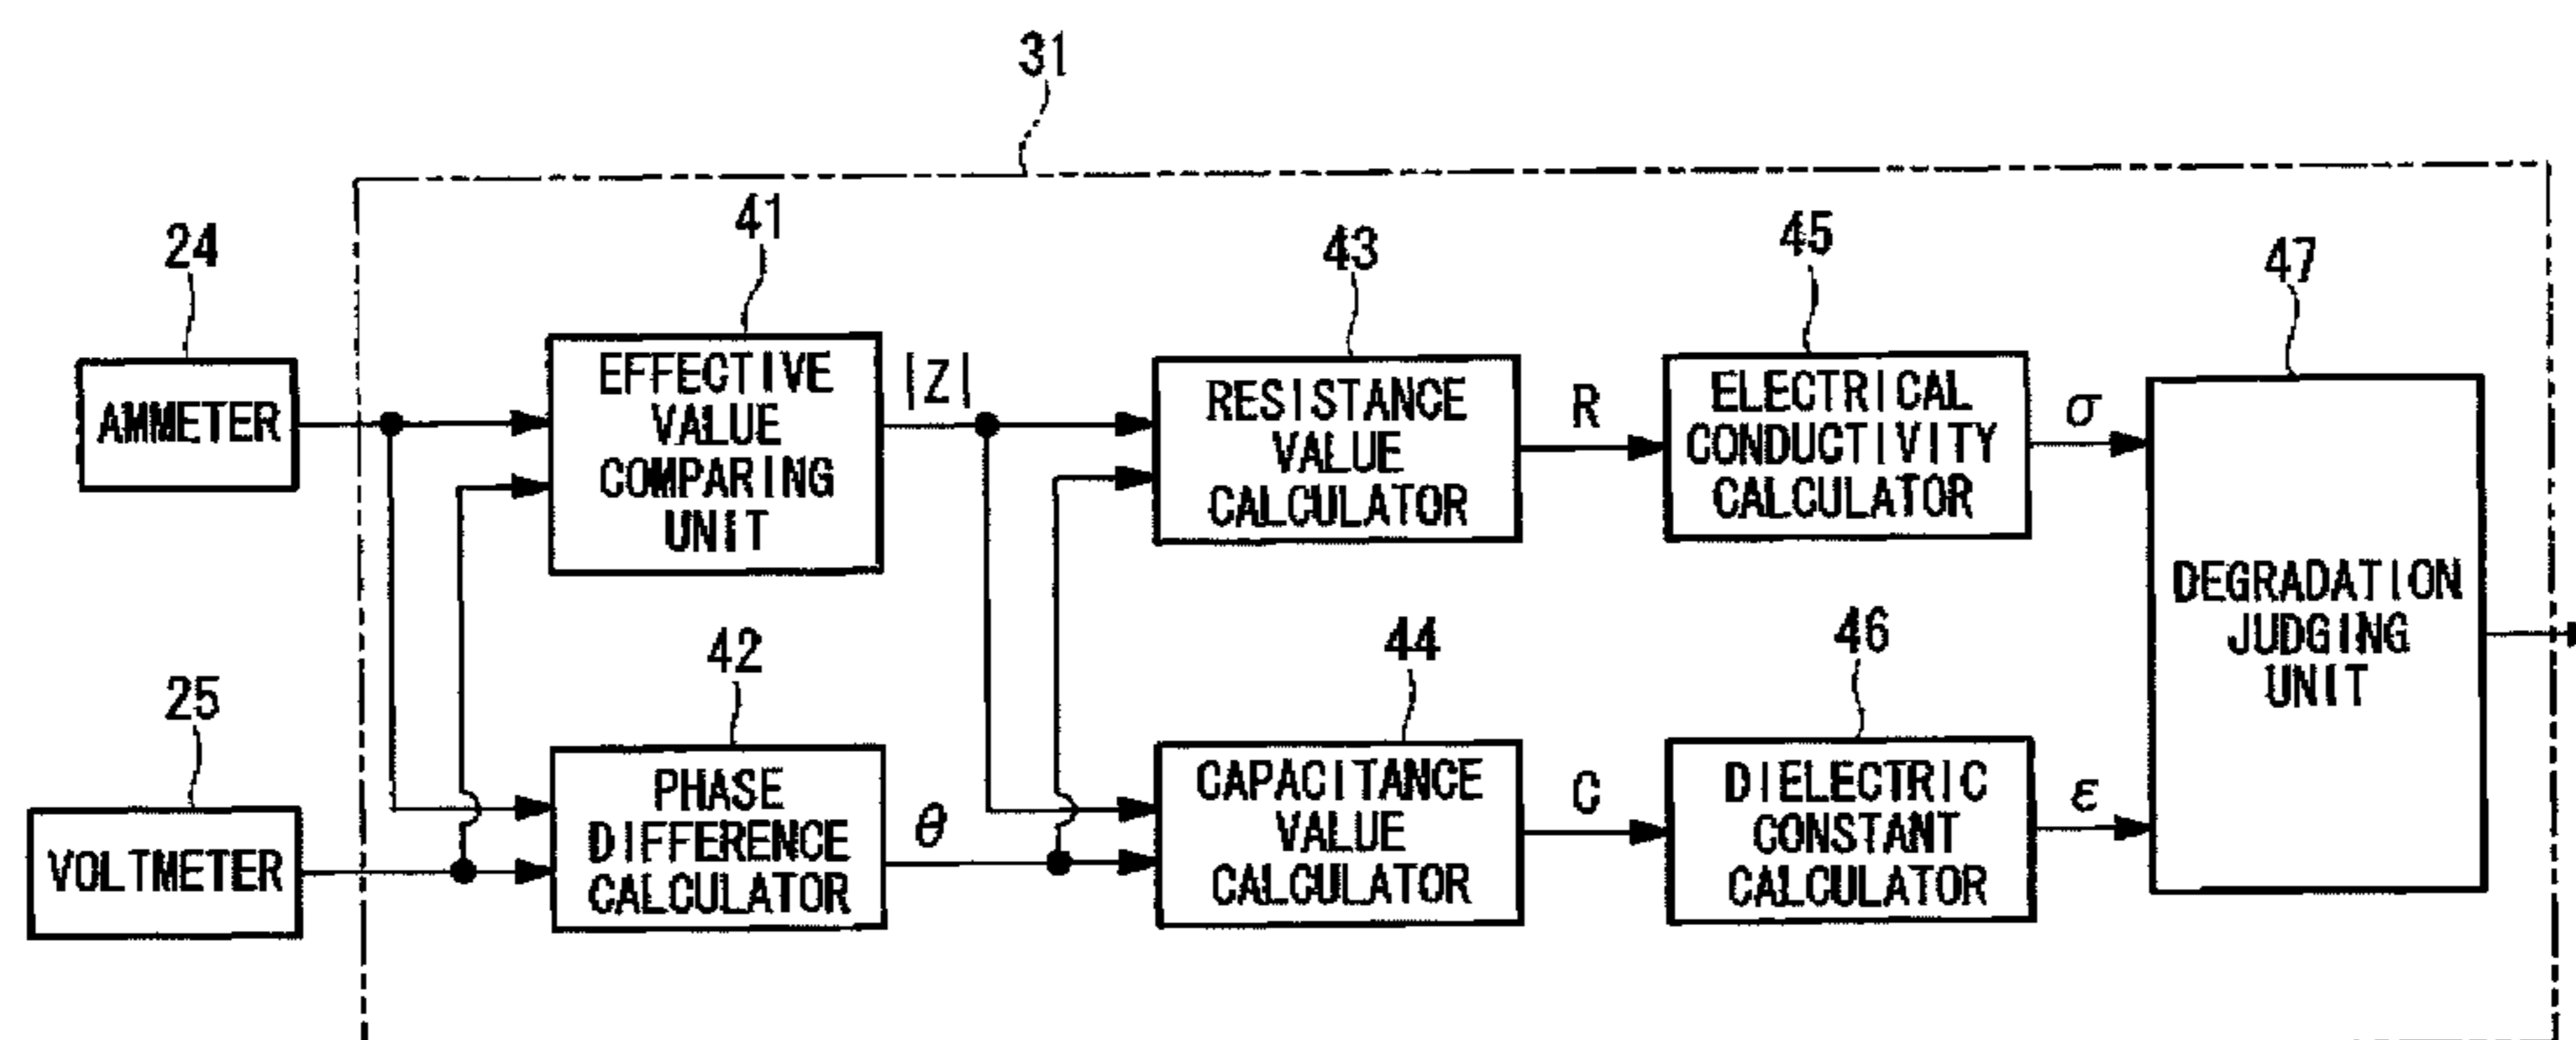 31
24
AMMETER
25
VOLTMETER
41
EFFECTIVE
VALUE
COMPARING
UNIT
|Z|
42
PHASE
DIFFERENCE
CALCULATOR
θ
43
RESISTANCE
VALUE
CALCULATOR
R
44
CAPACITANCE
VALUE
CALCULATOR
C
45
ELECTRICAL
CONDUCTIVITY
CALCULATOR
σ
46
DIELECTRIC
CONSTANT
CALCULATOR
ε
47
DEGRADATION
JUDGING
UNIT